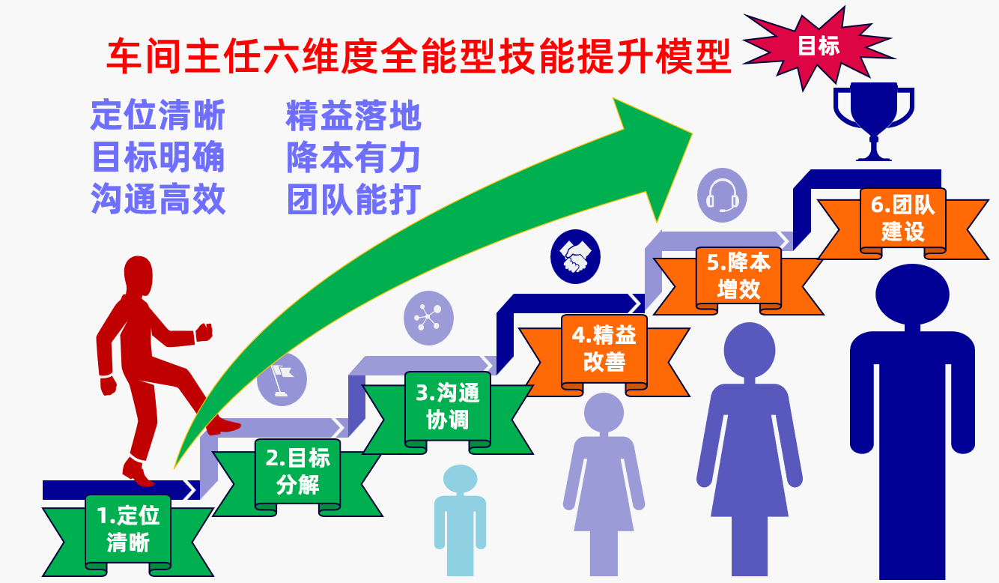 车间主任六维度全能型技能提升模型
目标
定位清晰
目标明确
沟通高效
精益落地
降本有力
团队能打
1.定位
清晰
2.目标
分解
3.沟通
协调
4.精益
改善
5.降本
增效
6.团队
建设